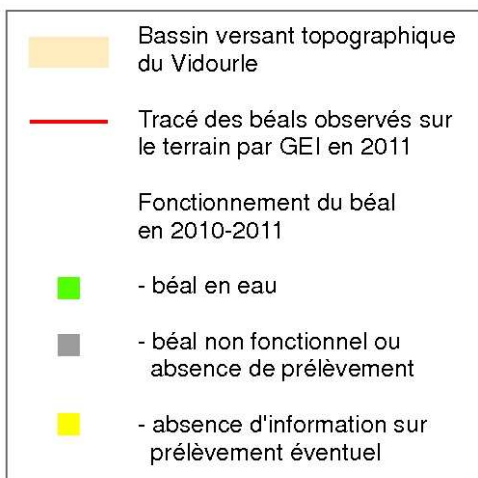 Bassin versant topographique
du Vidourle
Tracé des béals observés sur
le terrain par GEI en 2011
Fonctionnement du béal
en 2010-2011
- béal en eau
- béal non fonctionnel ou
absence de prélèvement
- absence d'information sur
prélèvement éventuel